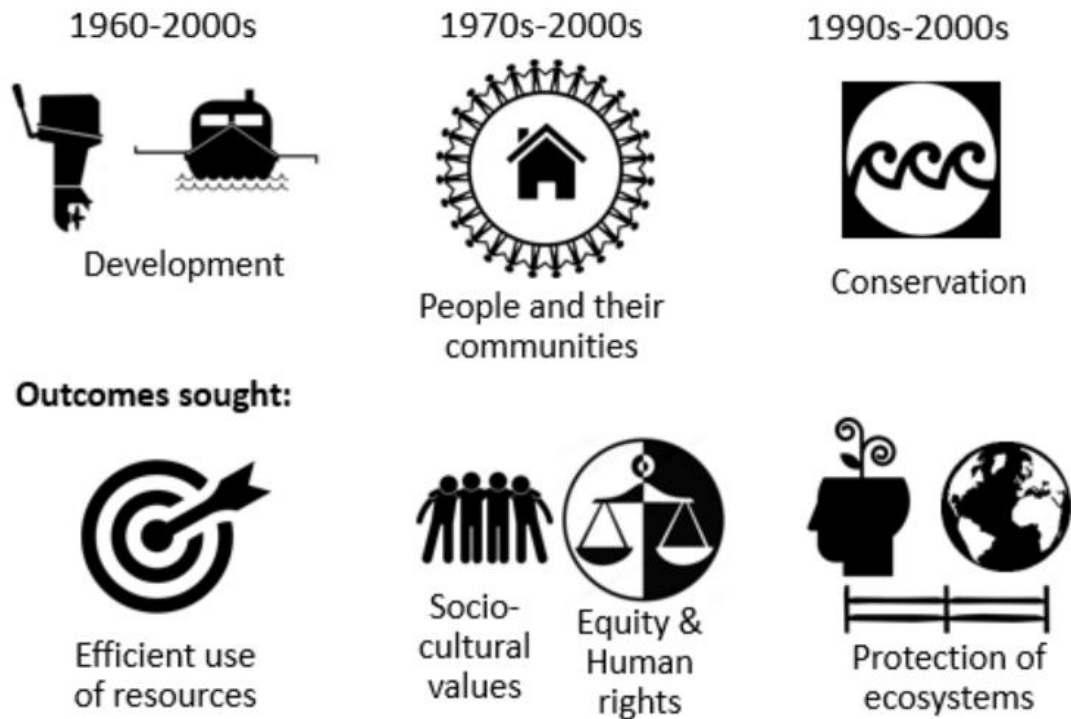 1960-2000s
1970s-2000s
1990s-2000s
Development
People and their
communities
Conservation
Outcomes sought:
Efficient use
of resources
Socio-
cultural
values
Equity &
Human
rights
Protection of
ecosystems